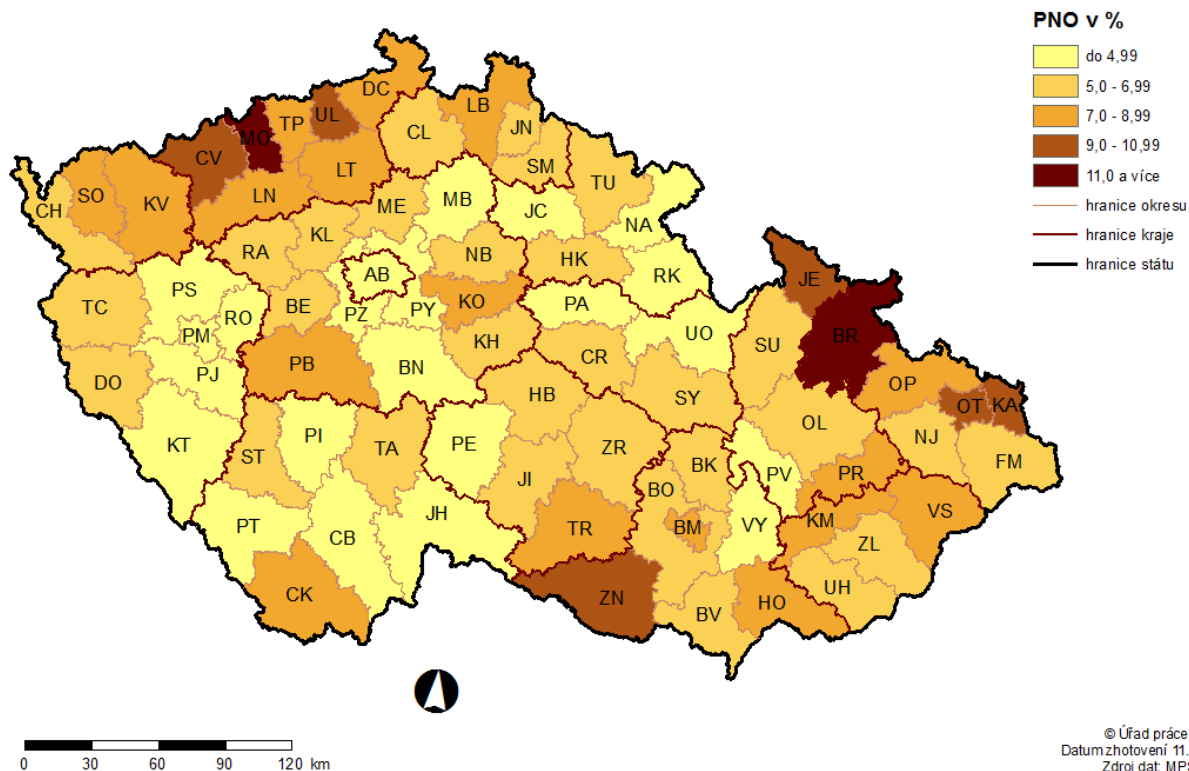 PNO v %
do 4,99
5,0 - 6,99
7,0 - 8,99
9,0 - 10,99
11,0 a více
hranice okresu
hranice kraje
hranice státu
DC
LB
UL
TP
MO
JN
CL
CV
SM
LT
TU
SO
KV
LN
CH
ME
MB
JC
NA
KL
RA
NB
HK
AB
RK
JE
PS
KO
PA
TC
BE
RO
PZ
PY
UO
BR
PM
KH
CR
SU
PB
BN
OP
PJ
DO
HB
SY
OT
KA
OL
NJ
KT
PI
PE
ST
TA
ZR
FM
BK
PV
PR
JI
BO
JH
VS
PT
TR
BM
VY
KM
CB
ZL
UH
CK
ZN
HO
BV
0 30 60 90 120 km
© Úřad práce
Datum zhotovení 11.
Zdroj dat: MPS